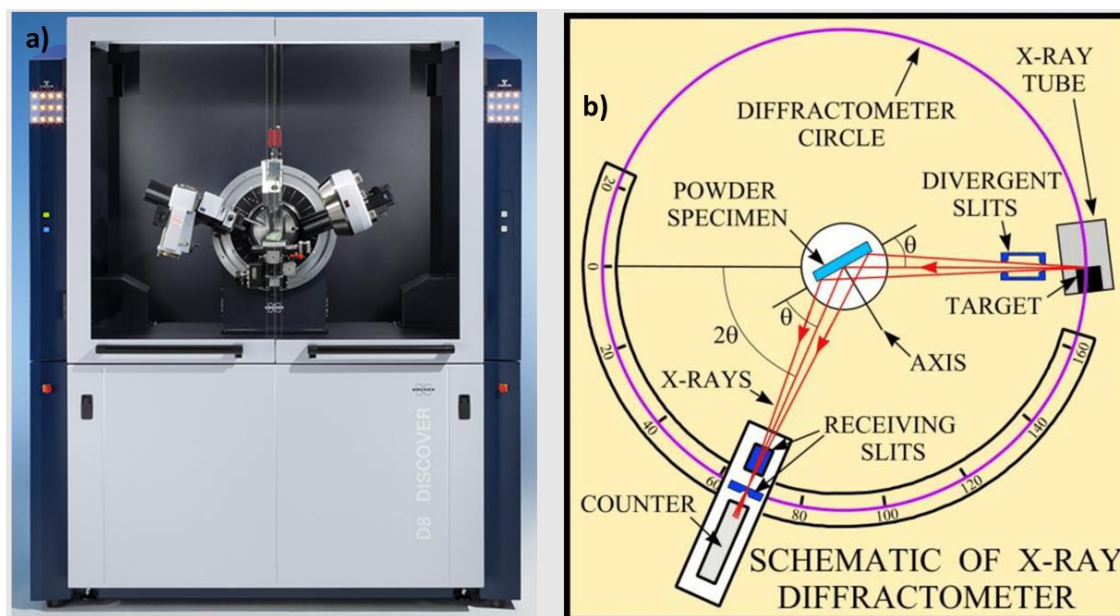 a)
BRUKER
D8 DISCOVER
b)
X-RAY
TUBE
DIFFRACTOMETER
CIRCLE
POWDER
SPECIMEN
DIVERGENT
SLITS
θ
TARGET
20
0
20
40
60
80
100
120
140
160
θ
2θ
AXIS
X-RAYS
RECEIVING
SLITS
COUNTER
SCHEMATIC OF X-RAY
DIFFRACTOMETER